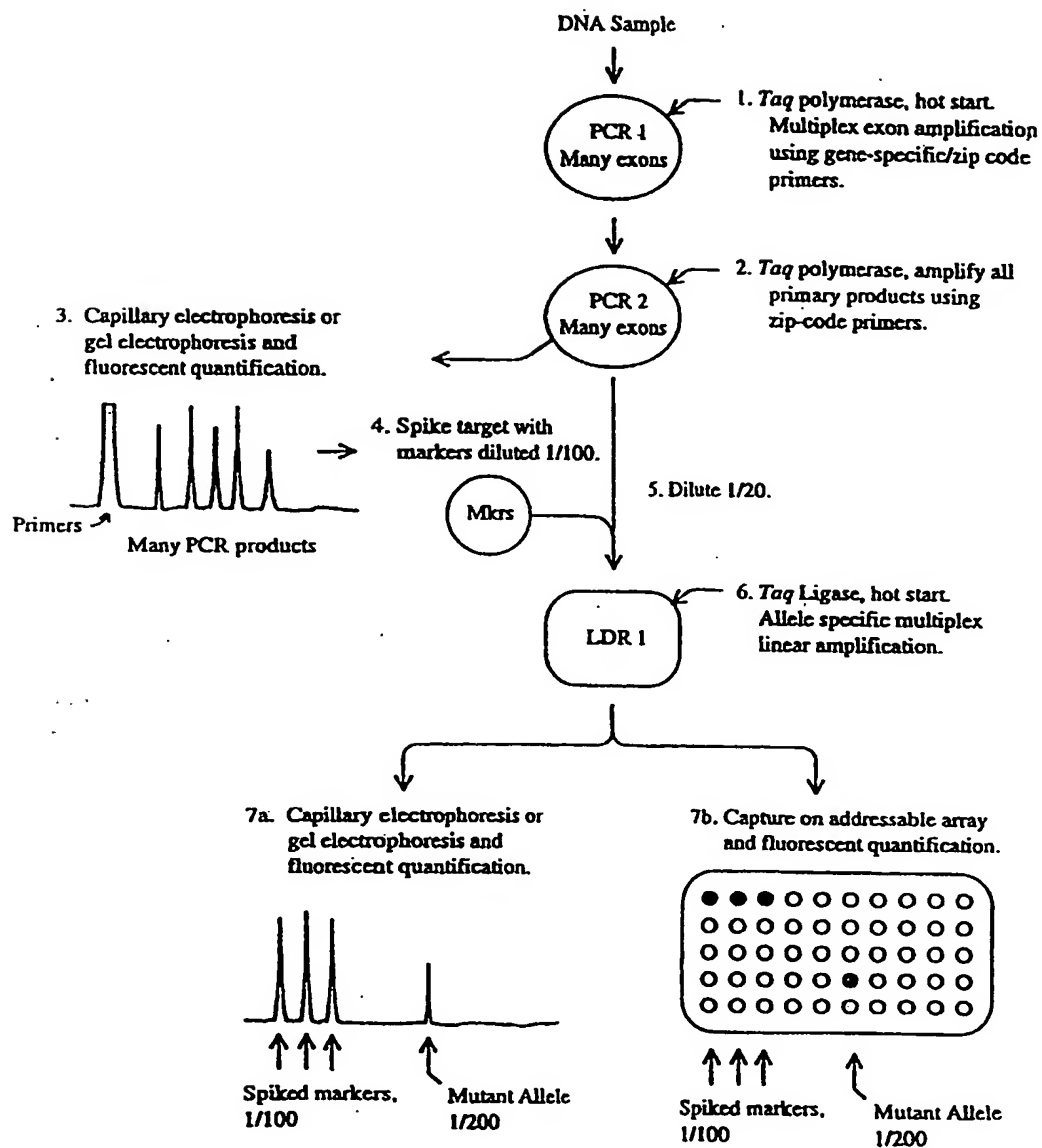 DNA Sample
PCR 1
Many exons
1. Taq polymerase, hot start.
Multiplex exon amplification
using gene-specific/zip code
primers.
PCR 2
Many exons
2. Taq polymerase, amplify all
primary products using
zip-code primers.
3. Capillary electrophoresis or
gel electrophoresis and
fluorescent quantification.
Primers
Many PCR products
4. Spike target with
markers diluted 1/100.
Mkrs
5. Dilute 1/20.
LDR 1
6. Taq Ligase, hot start.
Allele specific multiplex
linear amplification.
7a. Capillary electrophoresis or
gel electrophoresis and
fluorescent quantification.
Spiked markers,
1/100
Mutant Allele
1/200
7b. Capture on addressable array
and fluorescent quantification.
Spiked markers,
1/100
Mutant Allele
1/200